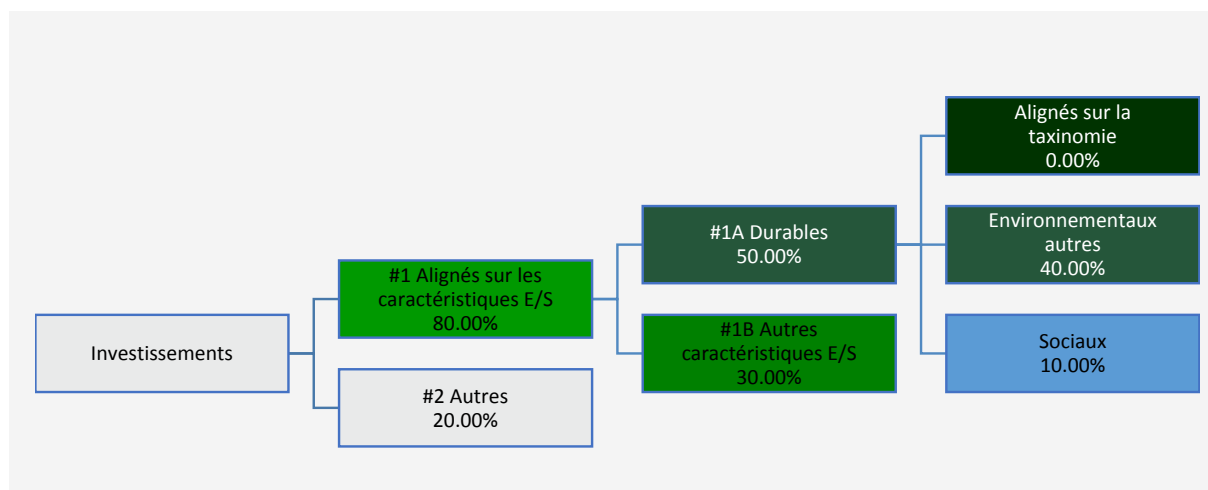 Investissements
#1 Alignés sur les
caractéristiques E/S
80.00%
#2 Autres
20.00%
#1A Durables
50.00%
#1B Autres
caractéristiques E/S
30.00%
Alignés sur la
taxinomie
0.00%
Environnementaux
autres
40.00%
Sociaux
10.00%